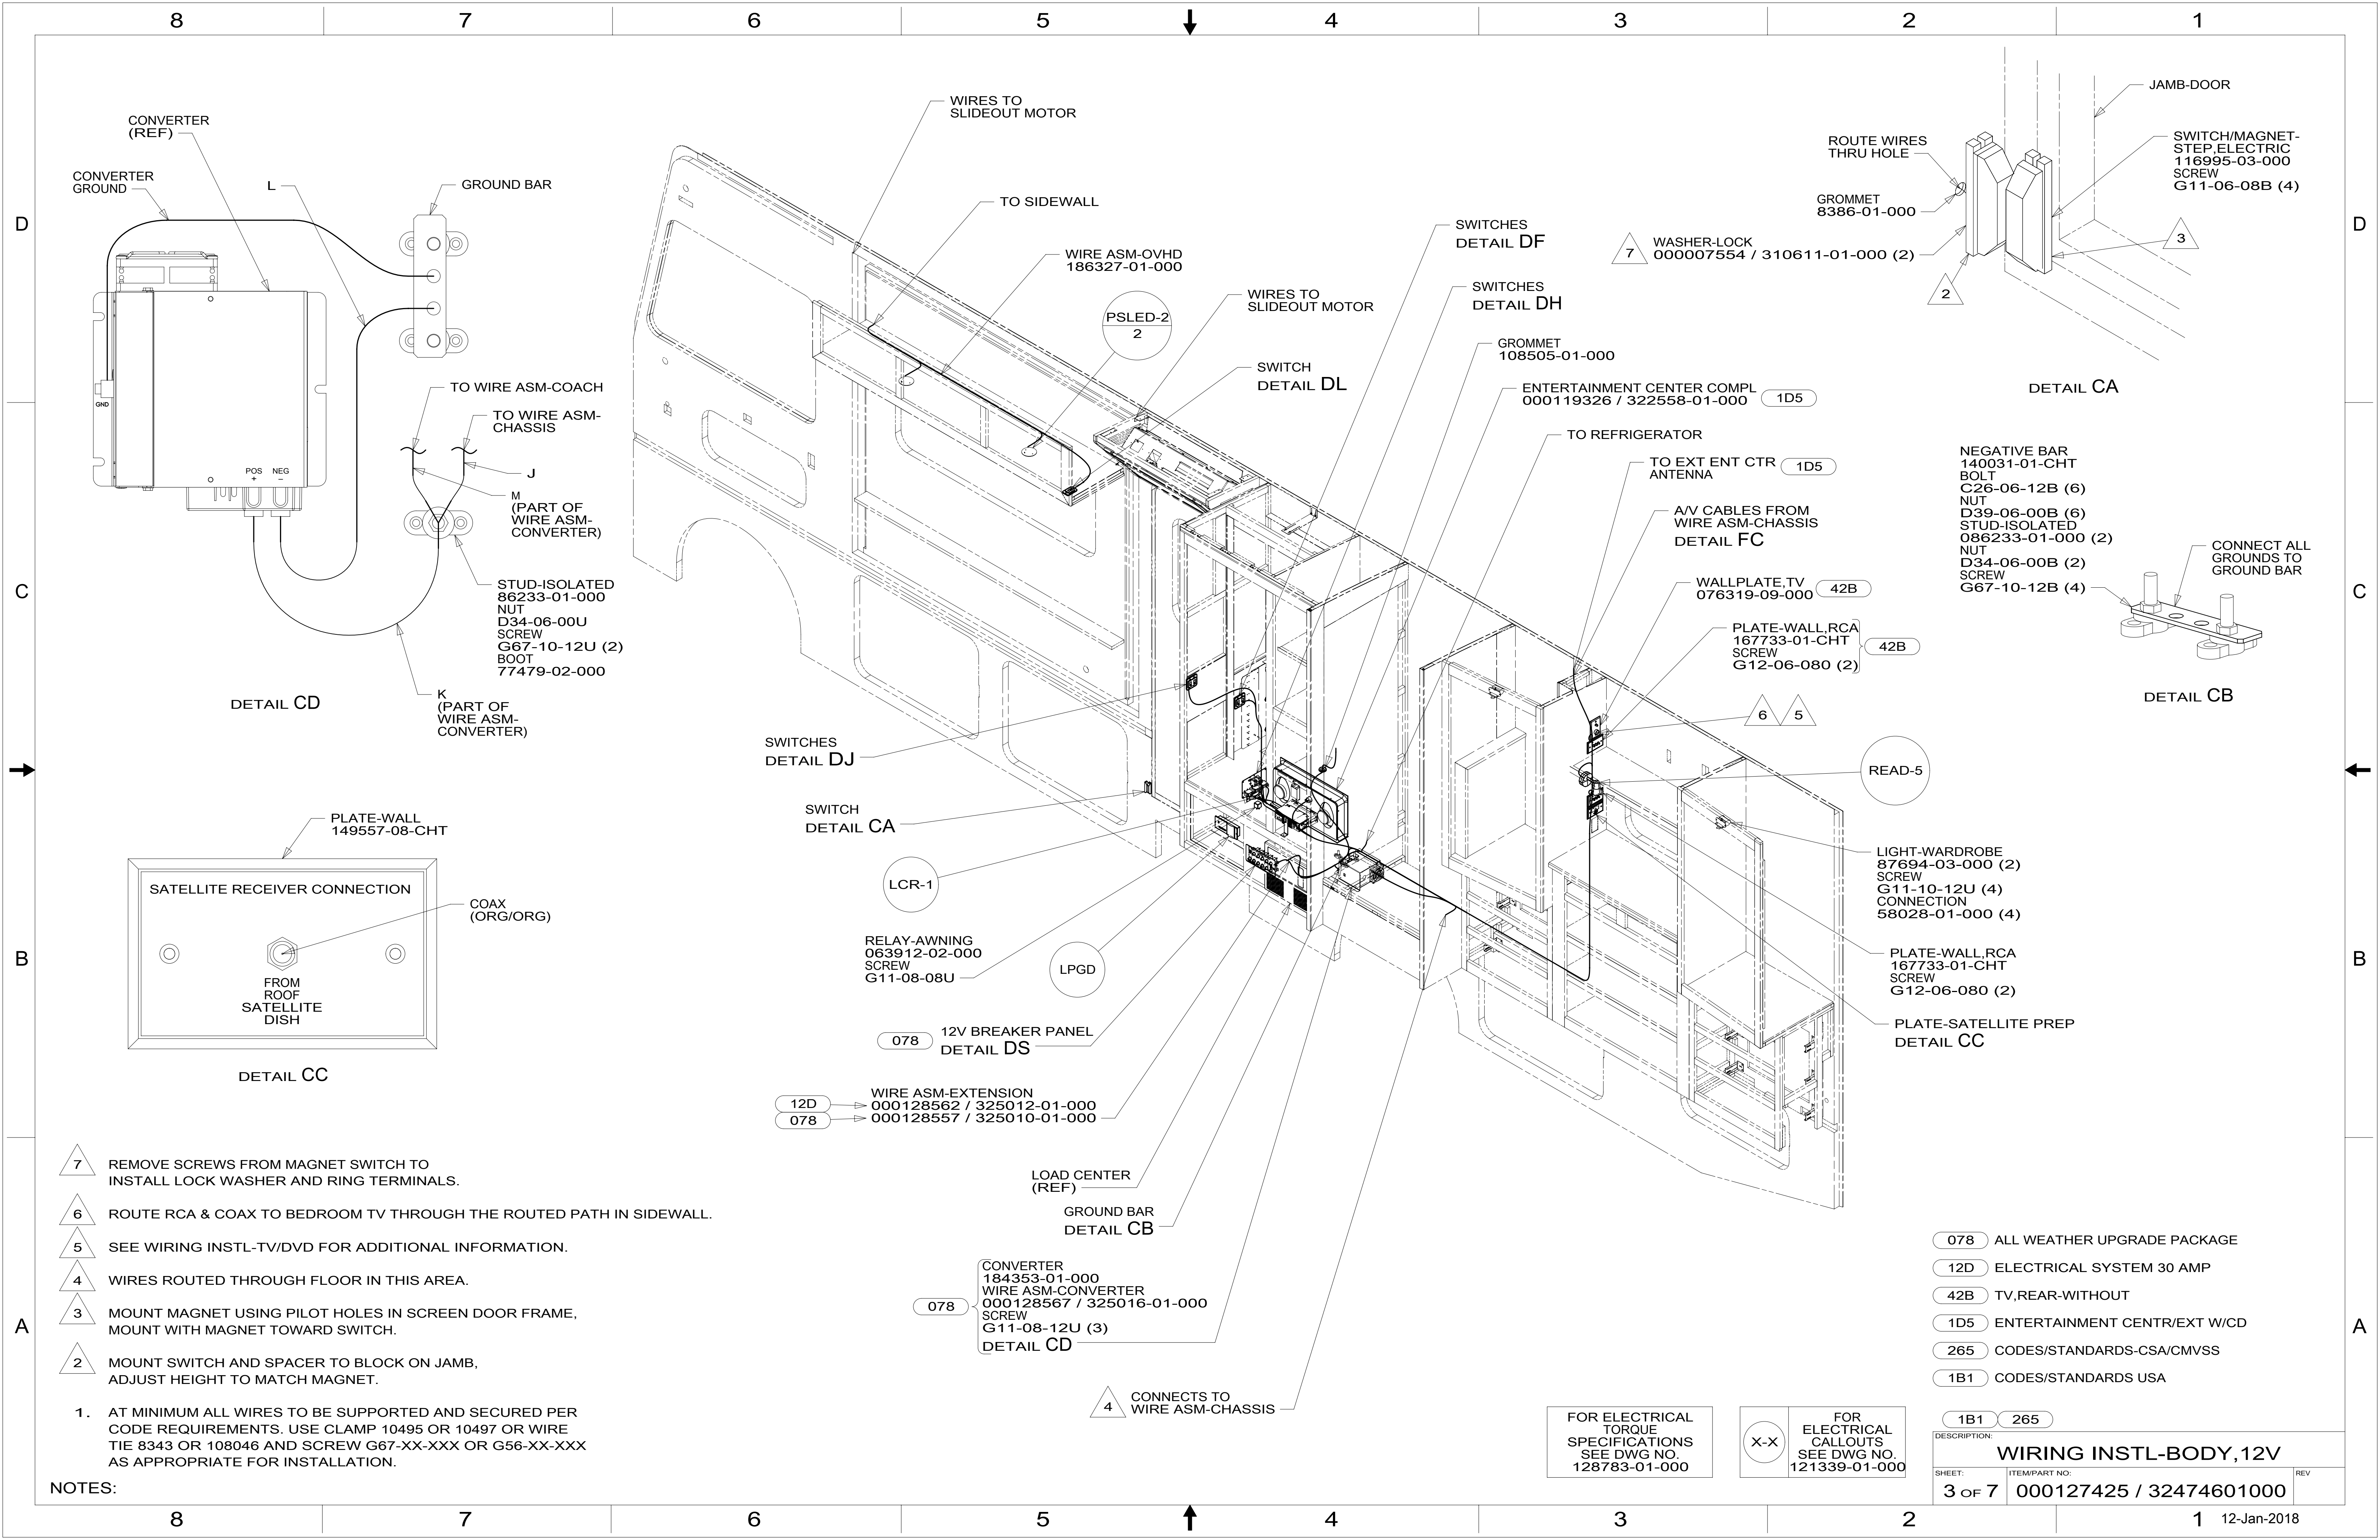 8 7 6 5 4 3 2 1
D
C
B
A
D
C
B
A
CONVERTER
(REF)
CONVERTER
GROUND
L
GROUND BAR
GND
POS
+
NEG
–
TO WIRE ASM-COACH
TO WIRE ASM-
CHASSIS
J
M
(PART OF
WIRE ASM-
CONVERTER)
STUD-ISOLATED
86233-01-000
NUT
D34-06-00U
SCREW
G67-10-12U (2)
BOOT
77479-02-000
K
(PART OF
WIRE ASM-
CONVERTER)
DETAIL CD
PLATE-WALL
149557-08-CHT
SATELLITE RECEIVER CONNECTION
COAX
(ORG/ORG)
FROM
ROOF
SATELLITE
DISH
DETAIL CC
WIRES TO
SLIDEOUT MOTOR
TO SIDEWALL
WIRE ASM-OVHD
186327-01-000
PSLED-2
2
WIRES TO
SLIDEOUT MOTOR
SWITCH
DETAIL DL
SWITCHES
DETAIL DF
SWITCHES
DETAIL DH
GROMMET
108505-01-000
ENTERTAINMENT CENTER COMPL
000119326 / 322558-01-000
1D5
TO REFRIGERATOR
TO EXT ENT CTR
ANTENNA
1D5
A/V CABLES FROM
WIRE ASM-CHASSIS
DETAIL FC
WALLPLATE,TV
076319-09-000
42B
PLATE-WALL,RCA
167733-01-CHT
SCREW
G12-06-080 (2)
42B
6
5
READ-5
LIGHT-WARDROBE
87694-03-000 (2)
SCREW
G11-10-12U (4)
CONNECTION
58028-01-000 (4)
PLATE-WALL,RCA
167733-01-CHT
SCREW
G12-06-080 (2)
PLATE-SATELLITE PREP
DETAIL CC
SWITCHES
DETAIL DJ
SWITCH
DETAIL CA
LCR-1
RELAY-AWNING
063912-02-000
SCREW
G11-08-08U
LPGD
078
12V BREAKER PANEL
DETAIL DS
WIRE ASM-EXTENSION
12D
000128562 / 325012-01-000
078
000128557 / 325010-01-000
LOAD CENTER
(REF)
GROUND BAR
DETAIL CB
078
CONVERTER
184353-01-000
WIRE ASM-CONVERTER
000128567 / 325016-01-000
SCREW
G11-08-12U (3)
DETAIL CD
4
CONNECTS TO
WIRE ASM-CHASSIS
JAMB-DOOR
ROUTE WIRES
THRU HOLE
SWITCH/MAGNET-
STEP,ELECTRIC
116995-03-000
SCREW
G11-06-08B (4)
GROMMET
8386-01-000
7
WASHER-LOCK
000007554 / 310611-01-000 (2)
3
2
DETAIL CA
NEGATIVE BAR
140031-01-CHT
BOLT
C26-06-12B (6)
NUT
D39-06-00B (6)
STUD-ISOLATED
086233-01-000 (2)
NUT
D34-06-00B (2)
SCREW
G67-10-12B (4)
CONNECT ALL
GROUNDS TO
GROUND BAR
DETAIL CB
7 REMOVE SCREWS FROM MAGNET SWITCH TO
INSTALL LOCK WASHER AND RING TERMINALS.
6 ROUTE RCA & COAX TO BEDROOM TV THROUGH THE ROUTED PATH IN SIDEWALL.
5 SEE WIRING INSTL-TV/DVD FOR ADDITIONAL INFORMATION.
4 WIRES ROUTED THROUGH FLOOR IN THIS AREA.
3 MOUNT MAGNET USING PILOT HOLES IN SCREEN DOOR FRAME,
MOUNT WITH MAGNET TOWARD SWITCH.
2 MOUNT SWITCH AND SPACER TO BLOCK ON JAMB,
ADJUST HEIGHT TO MATCH MAGNET.
1. AT MINIMUM ALL WIRES TO BE SUPPORTED AND SECURED PER
CODE REQUIREMENTS. USE CLAMP 10495 OR 10497 OR WIRE
TIE 8343 OR 108046 AND SCREW G67-XX-XXX OR G56-XX-XXX
AS APPROPRIATE FOR INSTALLATION.
NOTES:
078 ALL WEATHER UPGRADE PACKAGE
12D ELECTRICAL SYSTEM 30 AMP
42B TV,REAR-WITHOUT
1D5 ENTERTAINMENT CENTR/EXT W/CD
265 CODES/STANDARDS-CSA/CMVSS
1B1 CODES/STANDARDS USA
1B1 265
FOR ELECTRICAL
TORQUE
SPECIFICATIONS
SEE DWG NO.
128783-01-000
X-X
FOR
ELECTRICAL
CALLOUTS
SEE DWG NO.
121339-01-000
DESCRIPTION:
WIRING INSTL-BODY,12V
SHEET:
3 OF 7
ITEM/PART NO:
000127425 / 32474601000
REV
8 7 6 5 4 3 2 1
12-Jan-2018